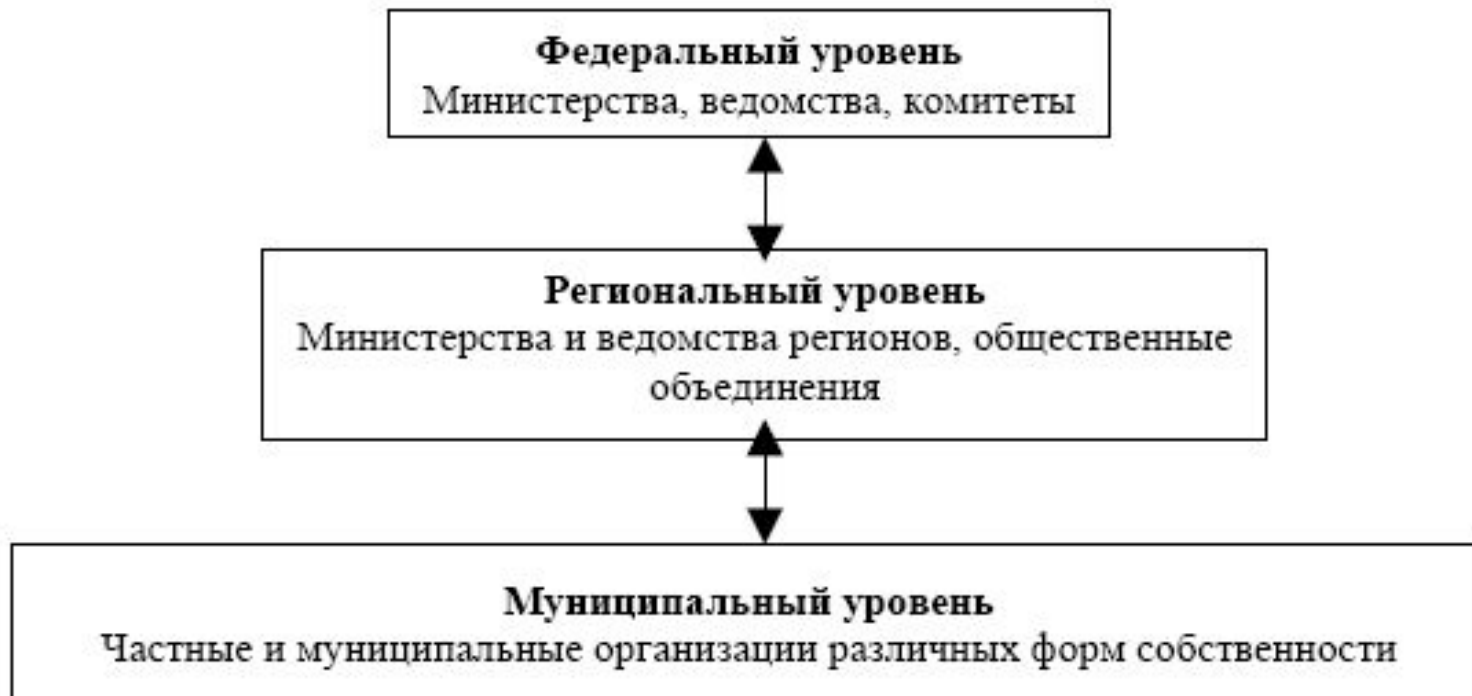 Федеральный уровень
Министерства, ведомства, комитеты
Региональный уровень
Министерства и ведомства регионов, общественные
объединения
Муниципальный уровень
Частные и муниципальные организации различных форм собственности